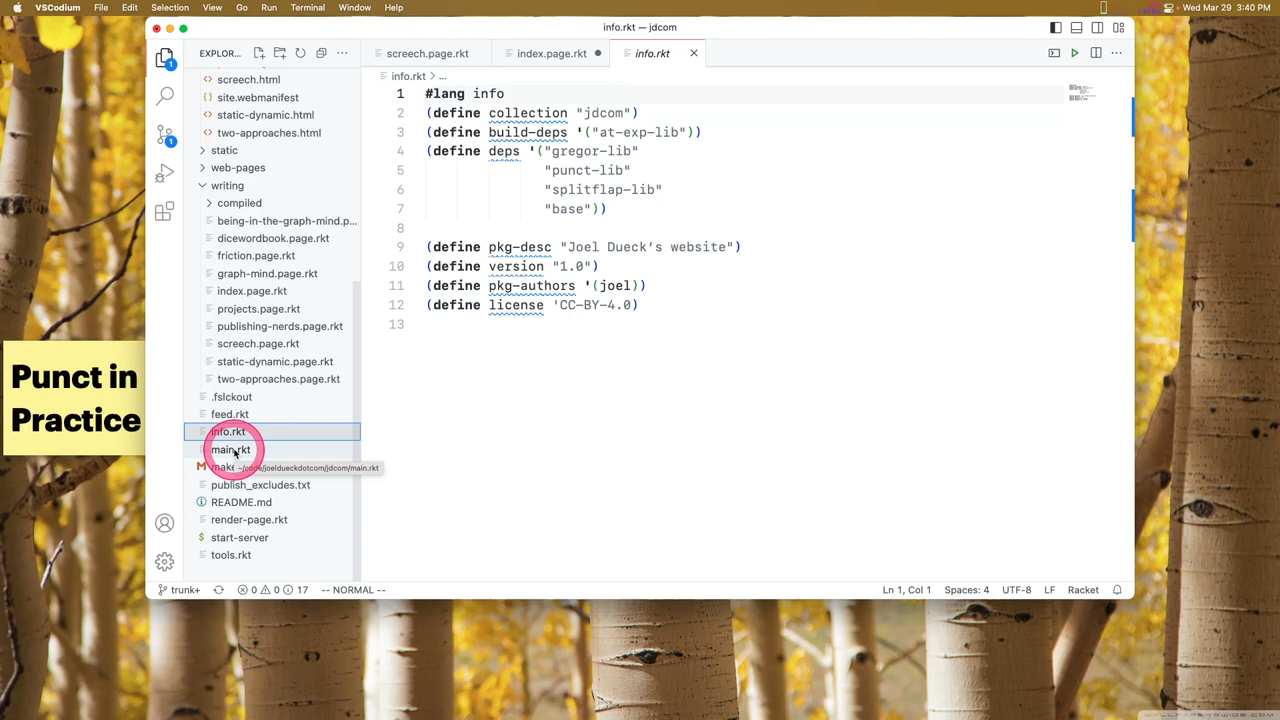 VSCodium File Edit Selection View Go Run Terminal Window Help
Wed Mar 29 3:40 PM
info.rkt — jdcom
EXPLOR...
screech.page.rkt
index.page.rkt
info.rkt
info.rkt > ...
screech.html
site.webmanifest
static-dynamic.html
two-approaches.html
static
web-pages
writing
compiled
being-in-the-graph-mind.p...
dicewordbook.page.rkt
friction.page.rkt
graph-mind.page.rkt
index.page.rkt
projects.page.rkt
publishing-nerds.page.rkt
screech.page.rkt
static-dynamic.page.rkt
two-approaches.page.rkt
.fslckout
feed.rkt
info.rkt
main.rkt
~/code/joeldueckdotcom/jdcom/main.rkt
publish_excludes.txt
README.md
render-page.rkt
start-server
tools.rkt
1 #lang info
2 (define collection "jdcom")
3 (define build-deps '("at-exp-lib"))
4 (define deps '("gregor-lib"
5 "punct-lib"
6 "splitflap-lib"
7 "base"))
8
9 (define pkg-desc "Joel Dueck’s website")
10 (define version "1.0")
11 (define pkg-authors '(joel))
12 (define license 'CC-BY-4.0)
13
Punct in
Practice
1
1
trunk+ 0 0 17 -- NORMAL -- Ln 1, Col 1 Spaces: 4 UTF-8 LF Racket